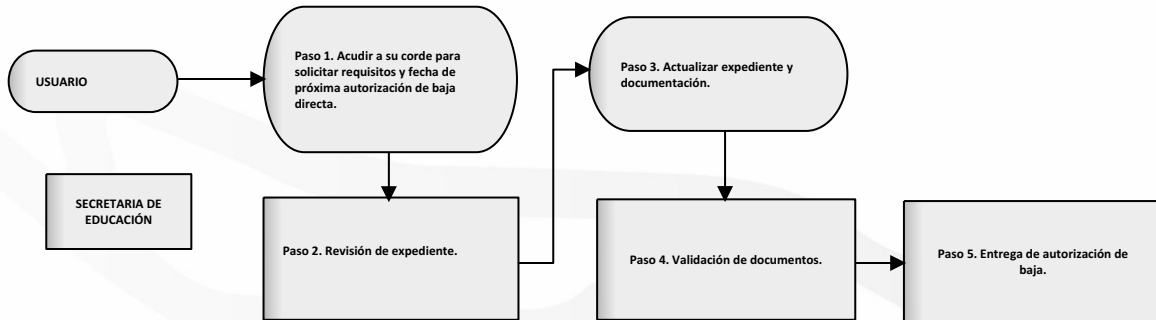 USUARIO
Paso 1. Acudir a su corde para
solicitar requisitos y fecha de
próxima autorización de baja
directa.
Paso 3. Actualizar expediente y
documentación.
SECRETARIA DE
EDUCACIÓN
Paso 2. Revisión de expediente.
Paso 4. Validación de documentos.
Paso 5. Entrega de autorización de
baja.